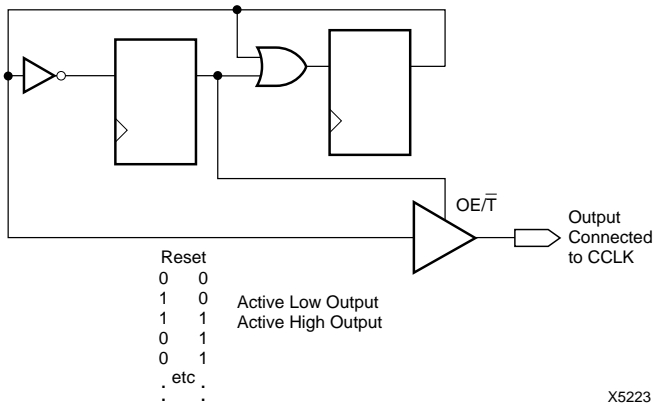 OE/T̅
Output
Connected
to CCLK
Reset
0 0
1 0
1 1
0 1
0 1
. etc .
. .
Active Low Output
Active High Output
X5223